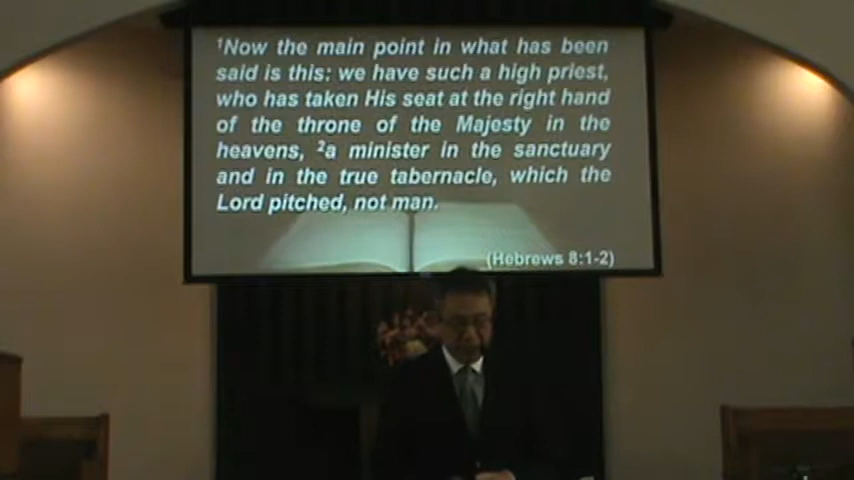 ¹Now the main point in what has been
said is this: we have such a high priest,
who has taken His seat at the right hand
of the throne of the Majesty in the
heavens, ²a minister in the sanctuary
and in the true tabernacle, which the
Lord pitched, not man.
(Hebrews 8:1-2)